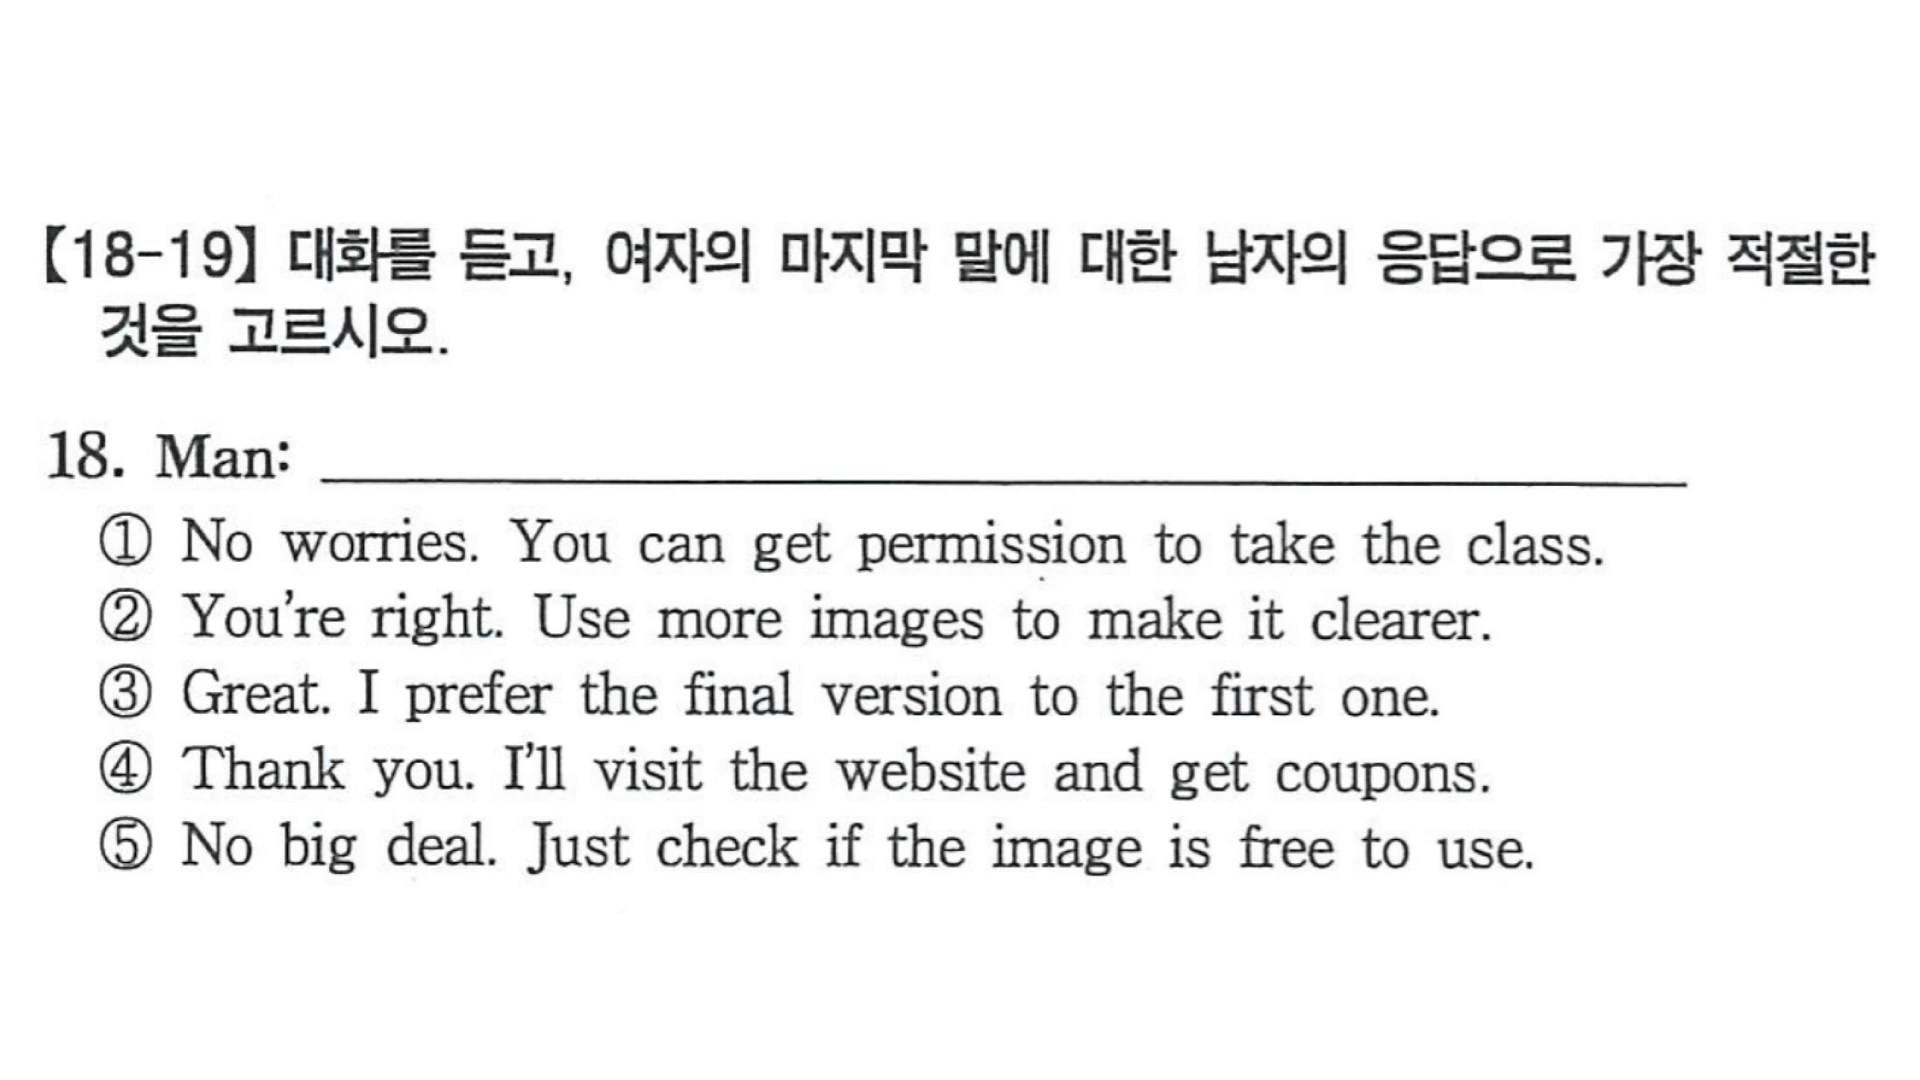 【18-19】 대화를 듣고, 여자의 마지막 말에 대한 남자의 응답으로 가장 적절한
것을 고르시오.
18. Man:
① No worries. You can get permission to take the class.
② You're right. Use more images to make it clearer.
③ Great. I prefer the final version to the first one.
④ Thank you. I'll visit the website and get coupons.
⑤ No big deal. Just check if the image is free to use.